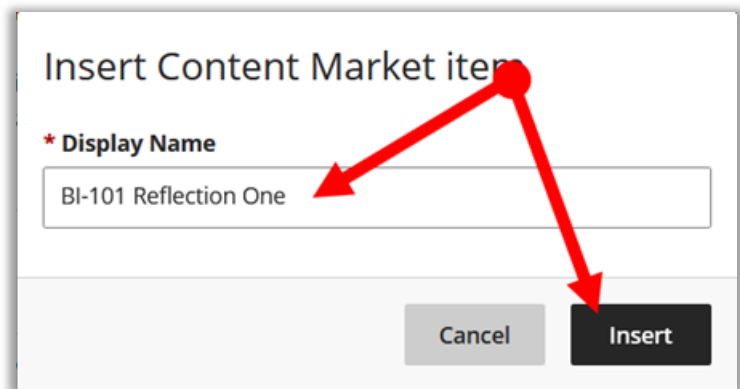 Insert Content Market item
* Display Name
BI-101 Reflection One
Cancel
Insert